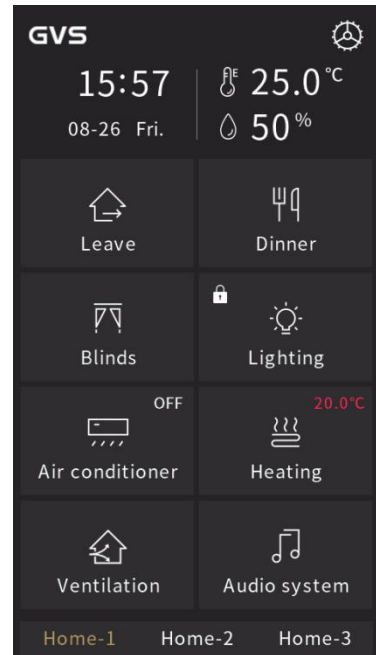 GVS
15:57
25.0°C
08-26 Fri.
50%
Leave
Dinner
Blinds
Lighting
OFF
20.0°C
Air conditioner
Heating
Ventilation
Audio system
Home-1 Home-2 Home-3